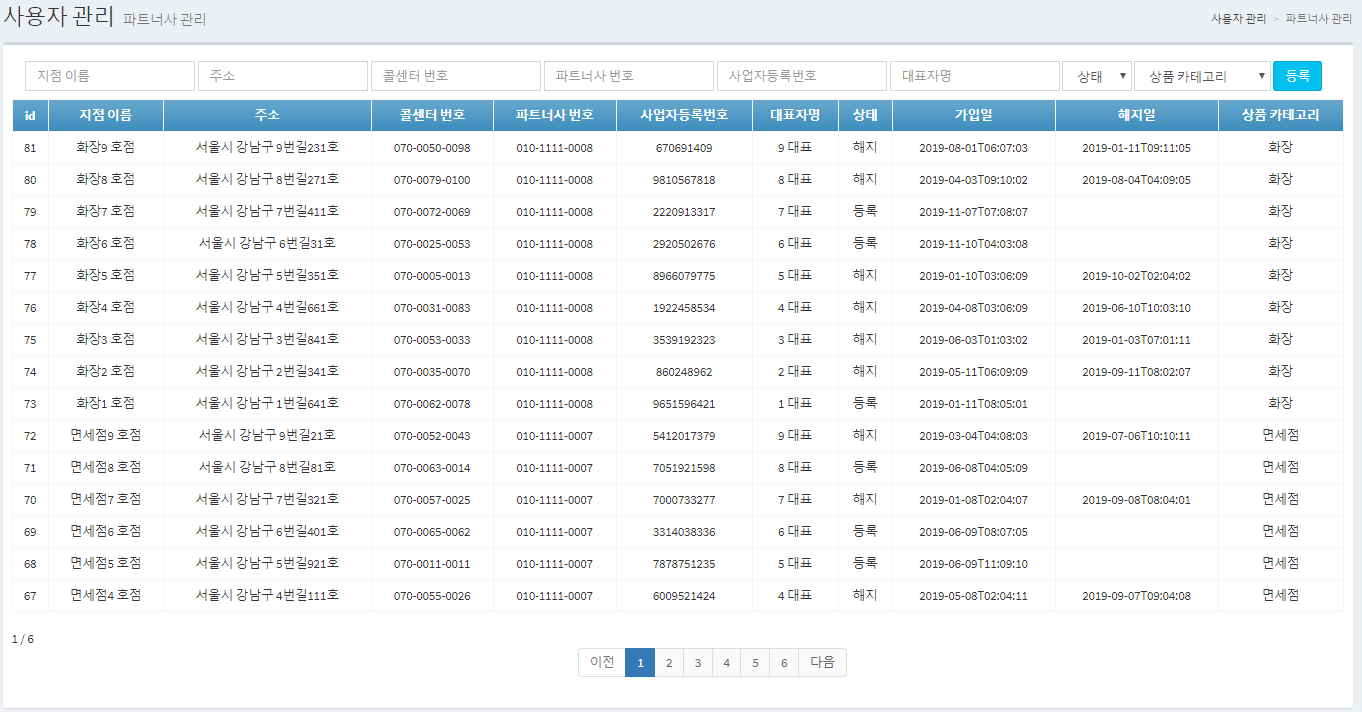 사용자 관리 파트너사 관리 사용자 관리 > 파트너사 관리
지점 이름 주소 콜센터 번호 파트너사 번호 사업자등록번호 대표자명 상태 상품 카테고리 등록
id 지점 이름 주소 콜센터 번호 파트너사 번호 사업자등록번호 대표자명 상태 가입일 해지일 상품 카테고리
81 화장9 호점 서울시 강남구 9번길231호 070-0050-0098 010-1111-0008 670691409 9 대표 해지 2019-08-01T06:07:03 2019-01-11T09:11:05 화장
80 화장8 호점 서울시 강남구 8번길271호 070-0079-0100 010-1111-0008 9810567818 8 대표 해지 2019-04-03T09:10:02 2019-08-04T04:09:05 화장
79 화장7 호점 서울시 강남구 7번길411호 070-0072-0069 010-1111-0008 2220913317 7 대표 등록 2019-11-07T07:08:07 화장
78 화장6 호점 서울시 강남구 6번길31호 070-0025-0053 010-1111-0008 2920502676 6 대표 등록 2019-11-10T04:03:08 화장
77 화장5 호점 서울시 강남구 5번길351호 070-0005-0013 010-1111-0008 8966079775 5 대표 해지 2019-01-10T03:06:09 2019-10-02T02:04:02 화장
76 화장4 호점 서울시 강남구 4번길661호 070-0031-0083 010-1111-0008 1922458534 4 대표 해지 2019-04-08T03:06:09 2019-06-10T10:03:10 화장
75 화장3 호점 서울시 강남구 3번길841호 070-0053-0033 010-1111-0008 3539192323 3 대표 해지 2019-06-03T01:03:02 2019-01-03T07:01:11 화장
74 화장2 호점 서울시 강남구 2번길341호 070-0035-0070 010-1111-0008 860248962 2 대표 해지 2019-05-11T06:09:09 2019-09-11T08:02:07 화장
73 화장1 호점 서울시 강남구 1번길641호 070-0062-0078 010-1111-0008 9651596421 1 대표 등록 2019-01-11T08:05:01 화장
72 면세점9 호점 서울시 강남구 9번길21호 070-0052-0043 010-1111-0007 5412017379 9 대표 해지 2019-03-04T04:08:03 2019-07-06T10:10:11 면세점
71 면세점8 호점 서울시 강남구 8번길81호 070-0063-0014 010-1111-0007 7051921598 8 대표 등록 2019-06-08T04:05:09 면세점
70 면세점7 호점 서울시 강남구 7번길321호 070-0057-0025 010-1111-0007 7000733277 7 대표 해지 2019-01-08T02:04:07 2019-09-08T08:04:01 면세점
69 면세점6 호점 서울시 강남구 6번길401호 070-0065-0062 010-1111-0007 3314038336 6 대표 등록 2019-06-09T08:07:05 면세점
68 면세점5 호점 서울시 강남구 5번길921호 070-0011-0011 010-1111-0007 7878751235 5 대표 등록 2019-06-09T11:09:10 면세점
67 면세점4 호점 서울시 강남구 4번길111호 070-0055-0026 010-1111-0007 6009521424 4 대표 해지 2019-05-08T02:04:11 2019-09-07T09:04:08 면세점
1 / 6
이전 1 2 3 4 5 6 다음